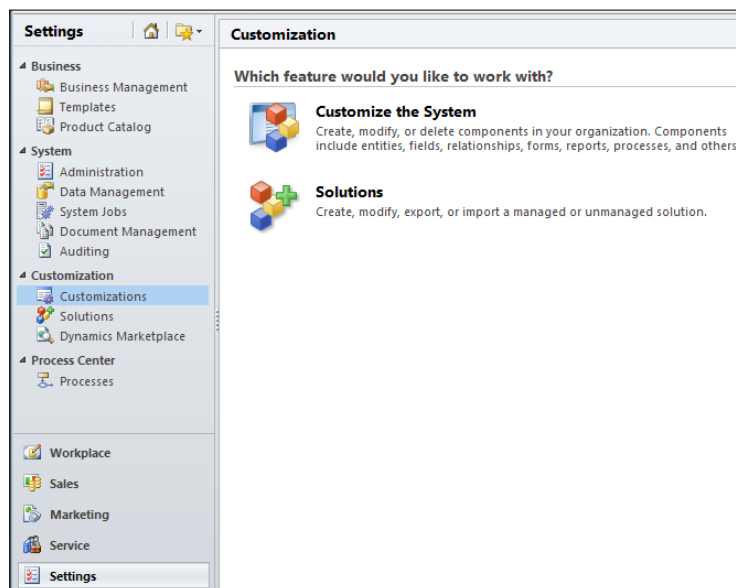 Settings
Business
Business Management
Templates
Product Catalog
System
Administration
Data Management
System Jobs
Document Management
Auditing
Customization
Customizations
Solutions
Dynamics Marketplace
Process Center
Processes
Workplace
Sales
Marketing
Service
Settings
Customization
Which feature would you like to work with?
Customize the System
Create, modify, or delete components in your organization. Components
include entities, fields, relationships, forms, reports, processes, and others
Solutions
Create, modify, export, or import a managed or unmanaged solution.